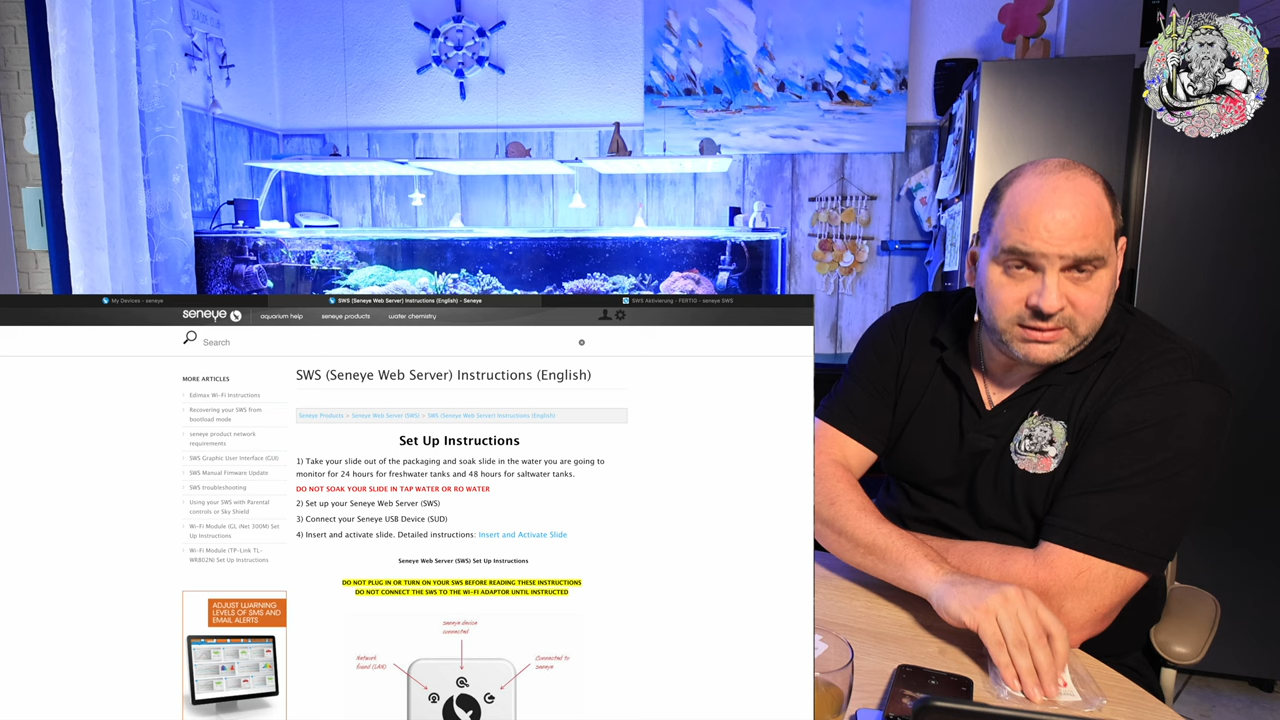 My Devices - seneye
SWS (Seneye Web Server) Instructions (English) - Seneye
SWS Aktivierung - FERTIG - seneye SWS
seneye
aquarium help
seneye products
water chemistry
Search
MORE ARTICLES
Edimax Wi-Fi Instructions
Recovering your SWS from
bootload mode
seneye product network
requirements
SWS Graphic User Interface (GUI)
SWS Manual Fimware Update
SWS troubleshooting
Using your SWS with Parental
controls or Sky Shield
Wi-Fi Module (GL iNet 300M) Set
Up Instructions
Wi-Fi Module (TP-Link TL-
WR802N) Set Up Instructions
ADJUST WARNING
LEVELS OF SMS AND
EMAIL ALERTS
SWS (Seneye Web Server) Instructions (English)
Seneye Products > Seneye Web Server (SWS) > SWS (Seneye Web Server) Instructions (English)
Set Up Instructions
1) Take your slide out of the packaging and soak slide in the water you are going to
monitor for 24 hours for freshwater tanks and 48 hours for saltwater tanks.
DO NOT SOAK YOUR SLIDE IN TAP WATER OR RO WATER
2) Set up your Seneye Web Server (SWS)
3) Connect your Seneye USB Device (SUD)
4) Insert and activate slide. Detailed instructions: Insert and Activate Slide
Seneye Web Server (SWS) Set Up Instructions
DO NOT PLUG IN OR TURN ON YOUR SWS BEFORE READING THESE INSTRUCTIONS
DO NOT CONNECT THE SWS TO THE WI-FI ADAPTOR UNTIL INSTRUCTED
seneye device
connected
Network
found (LAN)
Connected to
seneye